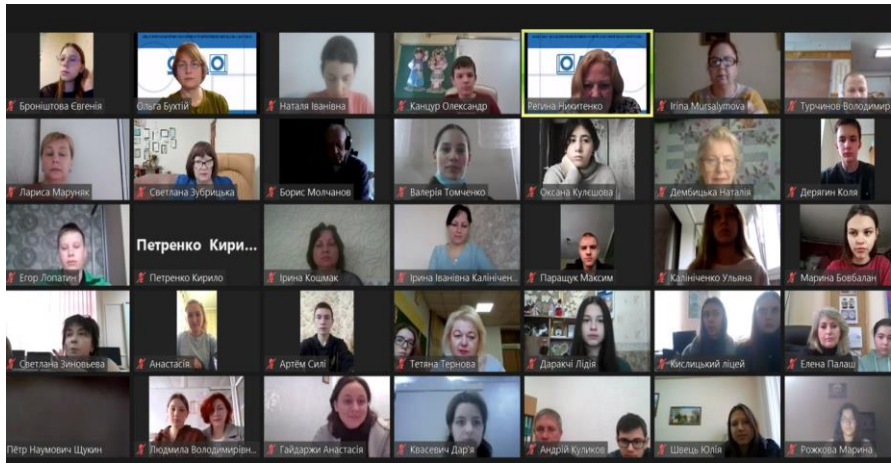 Броніштова Євгенія
Ольга Бухтій
Наталя Іванівна
Канцур Олександр
Регина Никитенко
Irina Mursalymova
Турчинов Володимир
Лариса Маруняк
Светлана Зубрицька
Борис Молчанов
Валерія Томченко
Оксана Кулєшова
Дембицька Наталія
Дерягин Коля
Егор Лопатин
Петренко Кири...
Петренко Кирило
Ірина Кошмак
Ірина Іванівна Калінічен...
Паращук Максим
Калініченко Ульяна
Марина Бовбалан
Светлана Зиновьева
Анастасія
Артём Силі
Тетяна Тернова
Даракчі Лідія
Кислицький ліцей
Елена Палаш
Пётр Наумович Щукин
Людмила Володимирівн...
Гайдаржи Анастасія
Квасевич Дар'я
Андрій Куликов
Швець Юлія
Рожкова Марина